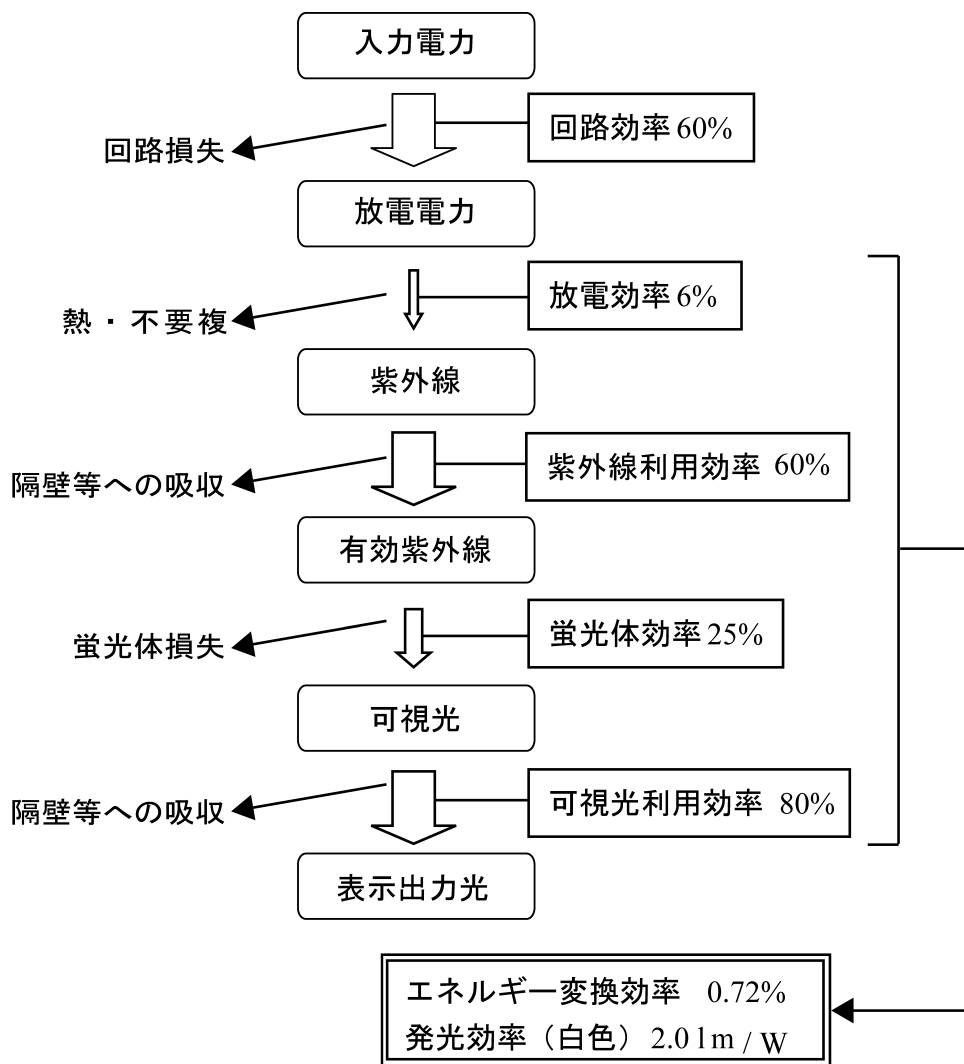 入力電力
回路効率 60%
回路損失
放電電力
放電効率 6%
熱・不要複
紫外線
紫外線利用効率 60%
隔壁等への吸収
有効紫外線
蛍光体効率 25%
蛍光体損失
可視光
可視光利用効率 80%
隔壁等への吸収
表示出力光
エネルギー変換効率 0.72%
発光効率（白色）2.0 lm / W